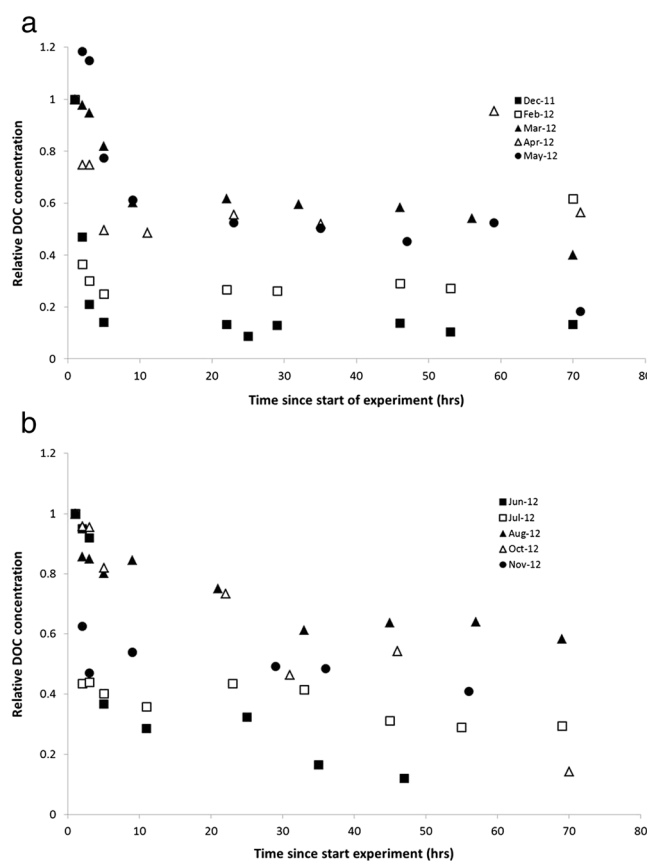 a
1.2
1
0.8
0.6
0.4
0.2
0
Relative DOC concentration
Dec-11
Feb-12
Mar-12
Apr-12
May-12
0 10 20 30 40 50 60 70 80
Time since start of experiment (hrs)
b
1.2
1
0.8
0.6
0.4
0.2
0
Relative DOC concentration
Jun-12
Jul-12
Aug-12
Oct-12
Nov-12
0 10 20 30 40 50 60 70 80
Time since start experiment (hrs)